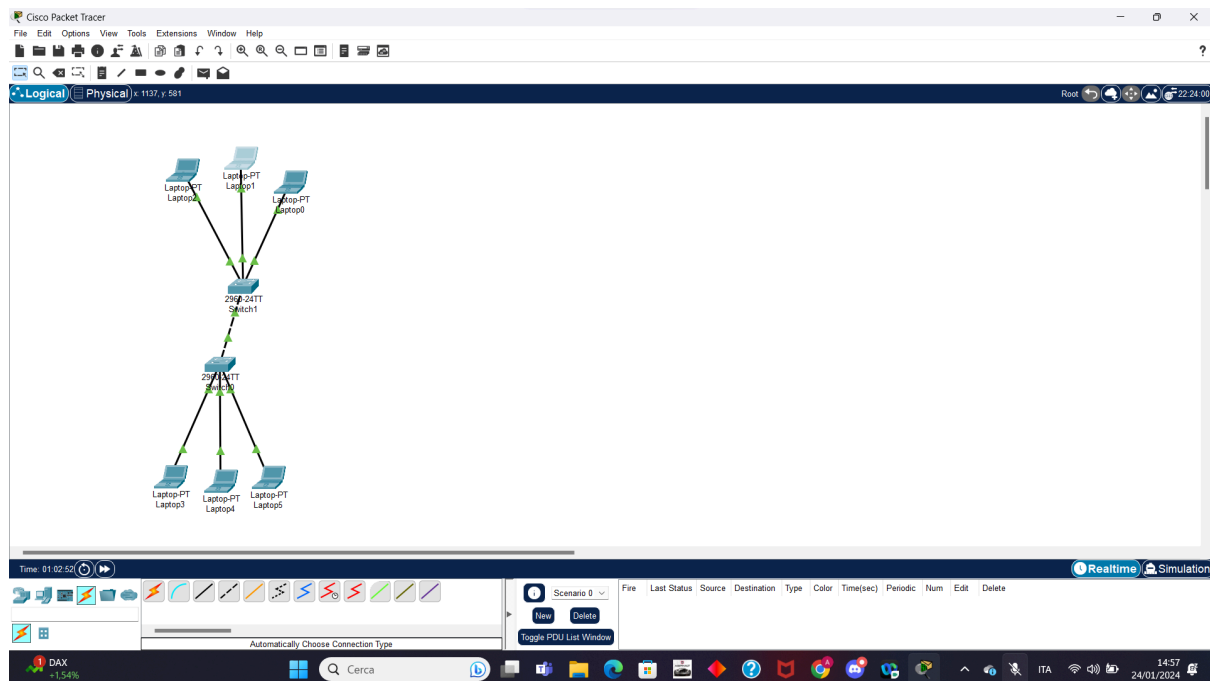 Cisco Packet Tracer
File Edit Options View Tools Extensions Window Help
?
Logical Physical x: 1137, y: 581 Root 22:24:00
Laptop-PT
Laptop2
Laptop-PT
Laptop1
Laptop-PT
Laptop0
2960-24TT
Switch1
2960-24TT
Switch0
Laptop-PT
Laptop3
Laptop-PT
Laptop4
Laptop-PT
Laptop5
Time: 01:02:52 Realtime Simulation
Scenario 0
New Delete
Toggle PDU List Window
Fire Last Status Source Destination Type Color Time(sec) Periodic Num Edit Delete
Automatically Choose Connection Type
1 DAX
+1,54%
Cerca
ITA
14:57
24/01/2024